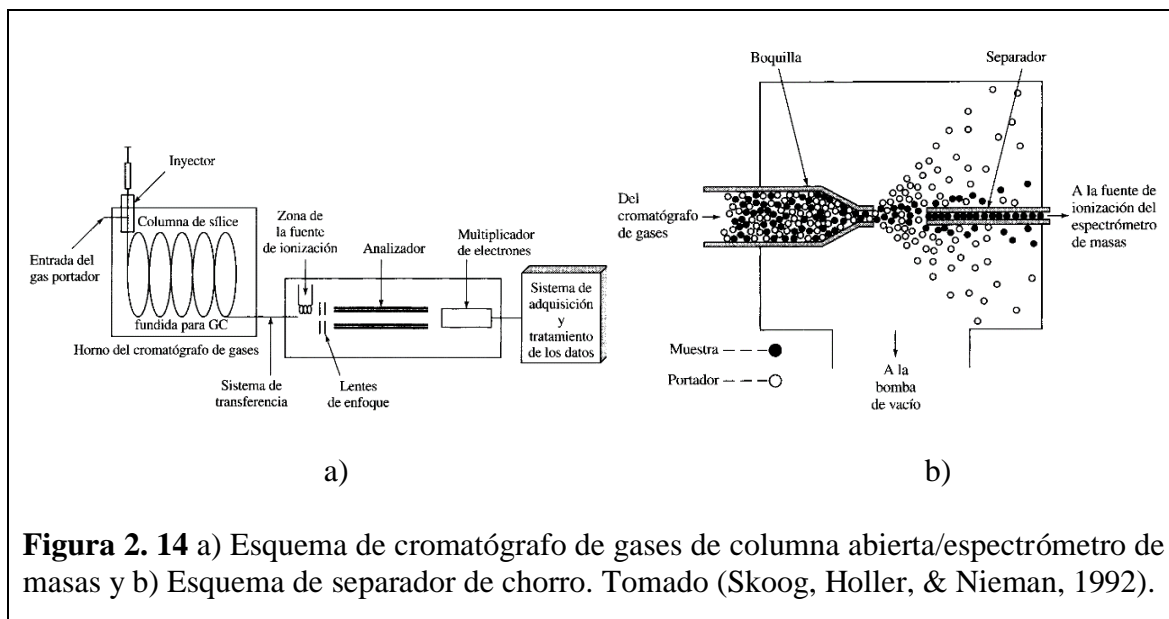 Inyector
Columna de sílice
Entrada del
gas portador
fundida para GC
Horno del cromatógrafo de gases
Zona de
la fuente
de ionización
Analizador
Multiplicador
de electrones
Sistema de
adquisición
y
tratamiento
de los datos
Sistema de
transferencia
Lentes
de enfoque
a)
Boquilla
Separador
Del
cromatógrafo
de gases
A la fuente
de ionización del
espectrómetro
de masas
Muestra
Portador
A la
bomba
de vacío
b)
Figura 2. 14 a) Esquema de cromatógrafo de gases de columna abierta/espectrómetro de
masas y b) Esquema de separador de chorro. Tomado (Skoog, Holler, & Nieman, 1992).